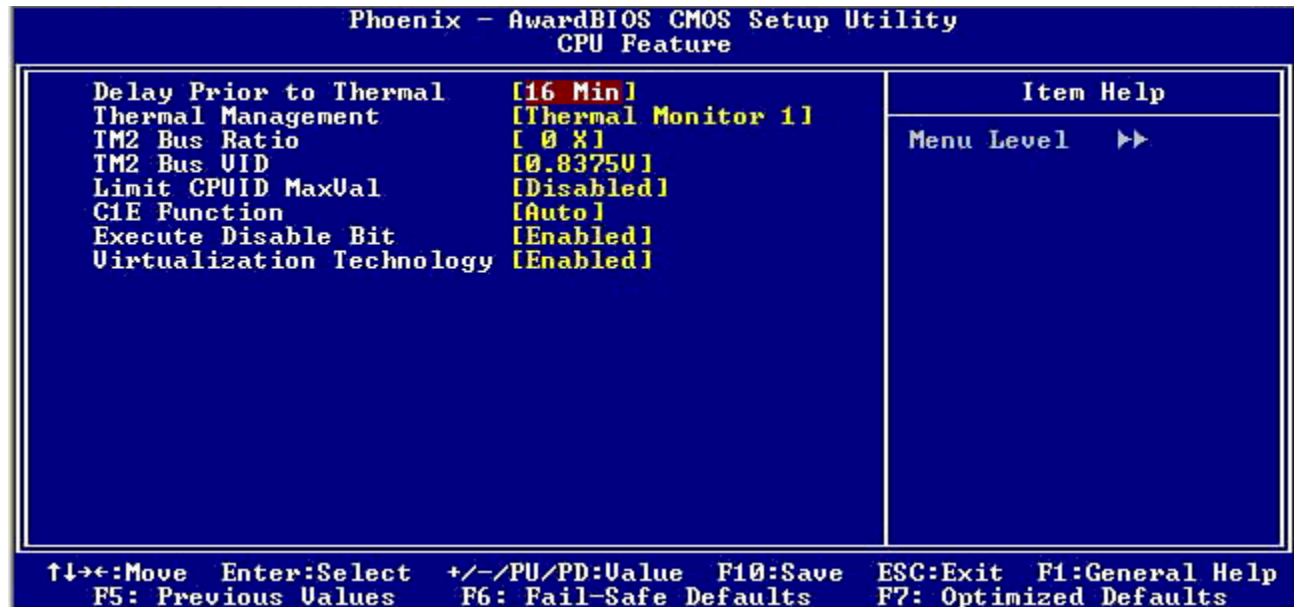 Phoenix - AwardBIOS CMOS Setup Utility
CPU Feature
Delay Prior to Thermal [16 Min]
Thermal Management [Thermal Monitor 1]
TM2 Bus Ratio [ 0 X]
TM2 Bus VID [0.8375V]
Limit CPUID MaxVal [Disabled]
C1E Function [Auto]
Execute Disable Bit [Enabled]
Virtualization Technology [Enabled]
Item Help
Menu Level ▶▶
↑↓→←:Move Enter:Select +/-/PU/PD:Value F10:Save ESC:Exit F1:General Help
F5: Previous Values F6: Fail-Safe Defaults F7: Optimized Defaults